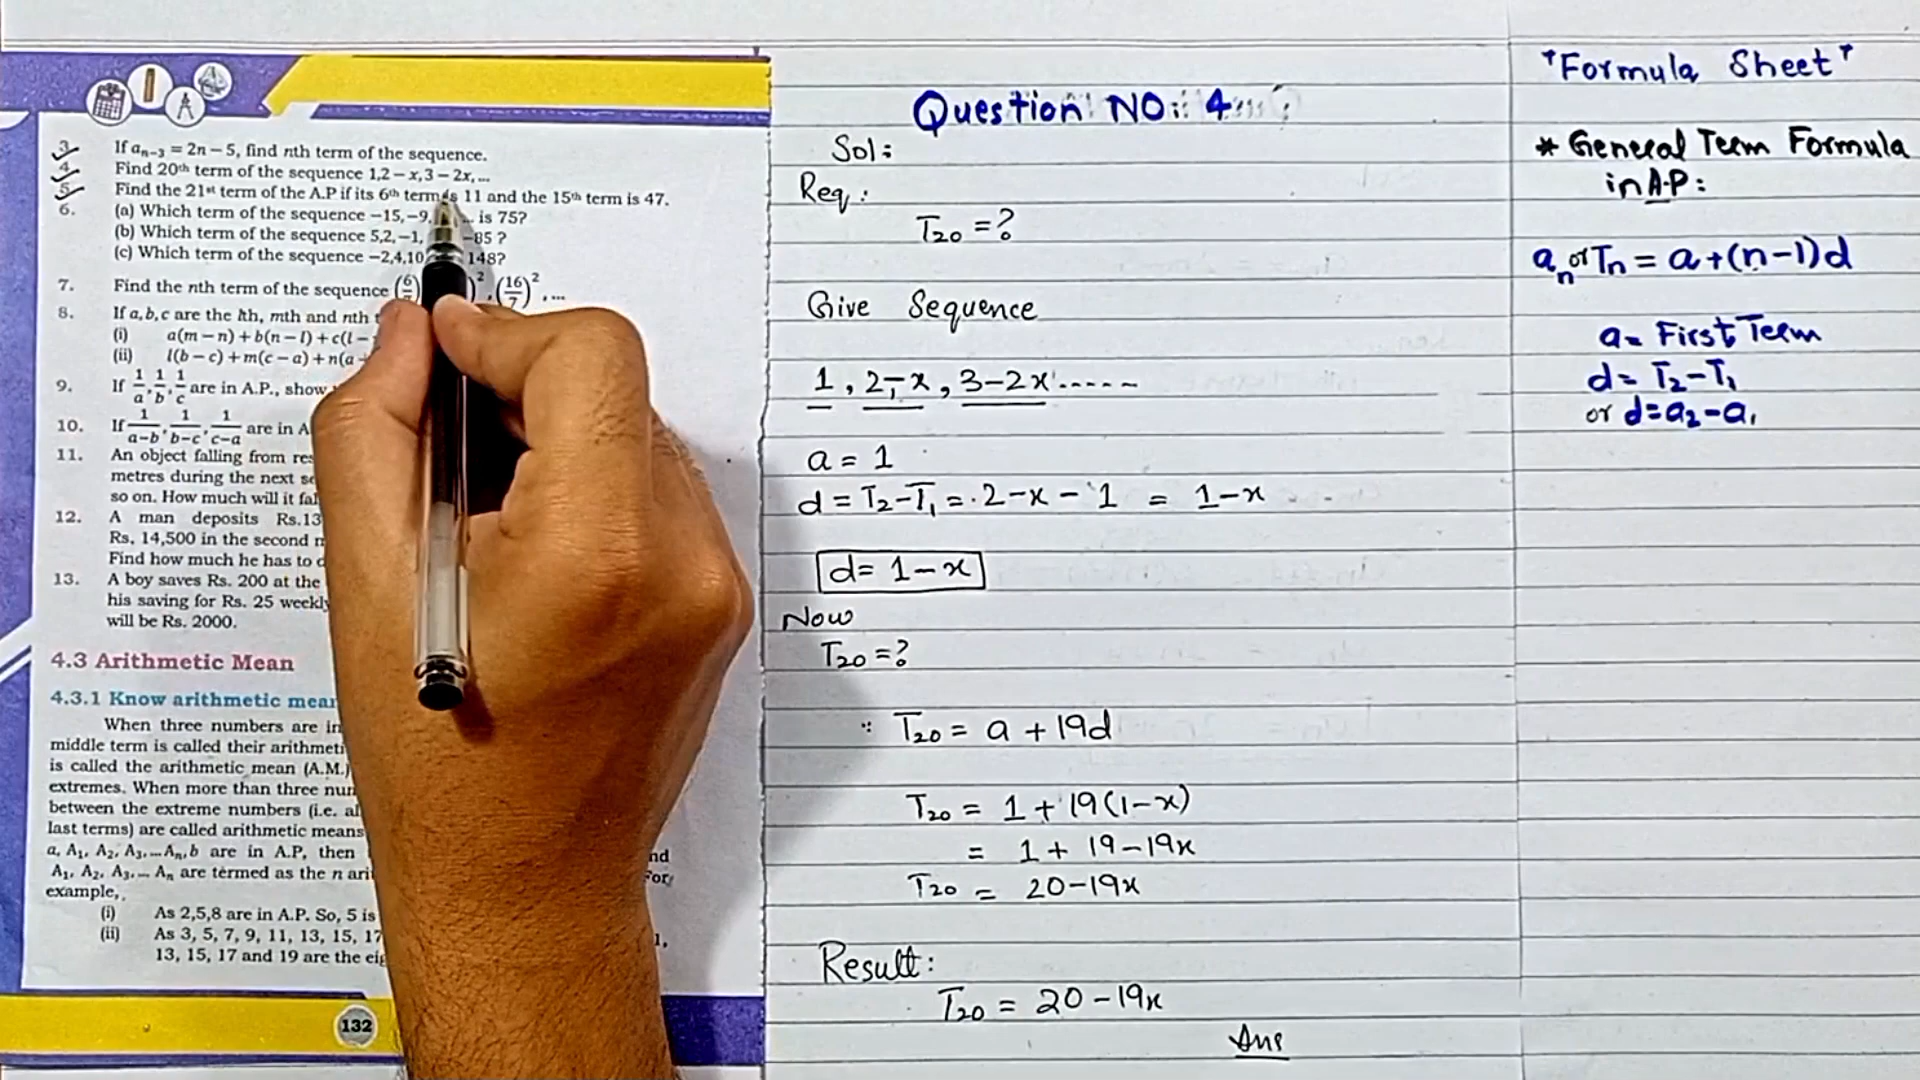 3. If aₙ₋₃ = 2n − 5, find nth term of the sequence.
4. Find 20th term of the sequence 1,2 − x, 3 − 2x, ...
5. Find the 21st term of the A.P if its 6th term is 11 and the 15th term is 47.
6. (a) Which term of the sequence −15, −9, ... is 75?
(b) Which term of the sequence 5,2, −1, −85 ?
(c) Which term of the sequence −2,4,10 148?
7. Find the nth term of the sequence (6/ )², (16/7)², ...
8. If a, b, c are the lth, mth and nth
(i) a(m − n) + b(n − l) + c(l −
(ii) l(b − c) + m(c − a) + n(a
9. If 1/a, 1/b, 1/c are in A.P., show
10. If 1/(a−b), 1/(b−c), 1/(c−a) are in A
11. An object falling from
metres during the next
so on. How much will it
12. A man deposits Rs.13
Rs. 14,500 in the second
Find how much he has to
13. A boy saves Rs. 200 at the
his saving for Rs. 25 weekly
will be Rs. 2000.
4.3 Arithmetic Mean
4.3.1 Know arithmetic
When three numbers are in
middle term is called their
is called the arithmetic mean (A.M.)
extremes. When more than three
between the extreme numbers (i.e.
last terms) are called arithmetic means
a, A₁, A₂, A₃, ... Aₙ, b are in A.P, then
A₁, A₂, A₃, ... Aₙ are termed as the n For
example,
(i) As 2,5,8 are in A.P. So, 5 is
(ii) As 3, 5, 7, 9, 11, 13, 15, 17
13, 15, 17 and 19 are the
132
Question NO: 4
Sol:
Req:
T₂₀ = ?
Give Sequence
1, 2−x, 3−2x .....
a = 1
d = T₂−T₁ = 2−x − 1 = 1−x
d = 1−x
Now
T₂₀ = ?
∵ T₂₀ = a + 19d
T₂₀ = 1 + 19(1−x)
= 1 + 19−19x
T₂₀ = 20−19x
Result:
T₂₀ = 20−19x
Ans
"Formula Sheet"
* General Term Formula
in A.P:
aₙ or Tₙ = a+(n−1)d
a = First Term
d = T₂−T₁
or d = a₂−a₁